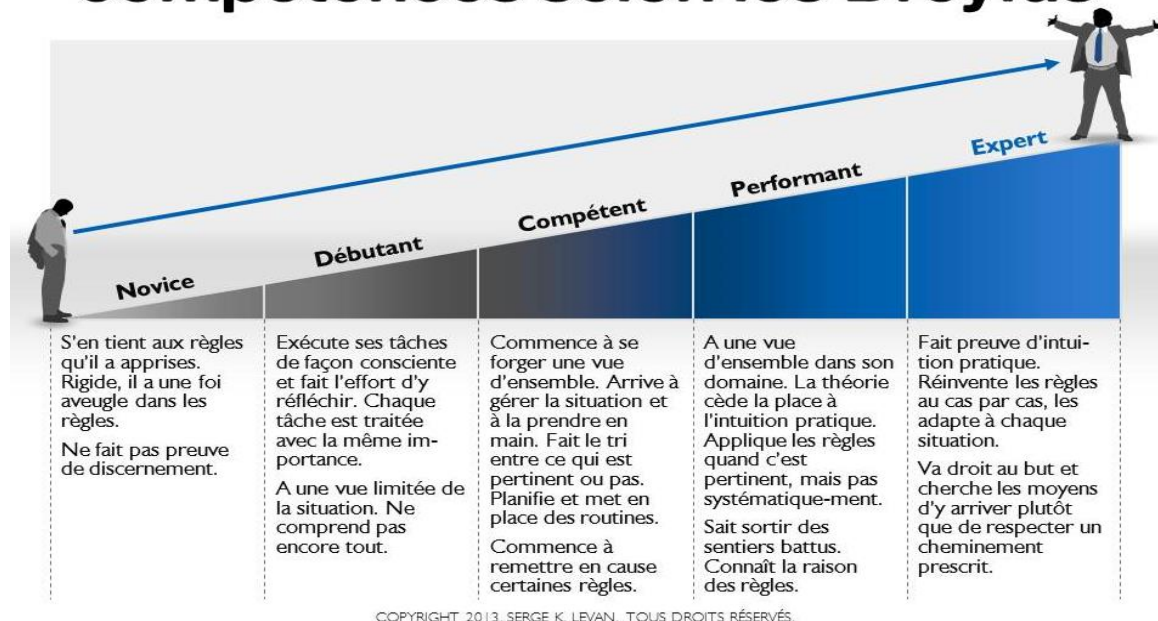 compétences selon les Dreyfus
Novice
Débutant
Compétent
Performant
Expert
S'en tient aux règles
qu'il a apprises.
Rigide, il a une foi
aveugle dans les
règles.
Ne fait pas preuve
de discernement.
Exécute ses tâches
de façon consciente
et fait l'effort d'y
réfléchir. Chaque
tâche est traitée
avec la même im-
portance.
A une vue limitée de
la situation. Ne
comprend pas
encore tout.
Commence à se
forger une vue
d'ensemble. Arrive à
gérer la situation et
à la prendre en
main. Fait le tri
entre ce qui est
pertinent ou pas.
Planifie et met en
place des routines.
Commence à
remettre en cause
certaines règles.
A une vue
d'ensemble dans son
domaine. La théorie
cède la place à
l'intuition pratique.
Applique les règles
quand c'est
pertinent, mais pas
systématique-ment.
Sait sortir des
sentiers battus.
Connaît la raison
des règles.
Fait preuve d'intui-
tion pratique.
Réinvente les règles
au cas par cas, les
adapte à chaque
situation.
Va droit au but et
cherche les moyens
d'y arriver plutôt
que de respecter un
cheminement
prescrit.
COPYRIGHT 2013. SERGE K. LEVAN. TOUS DROITS RÉSERVÉS.